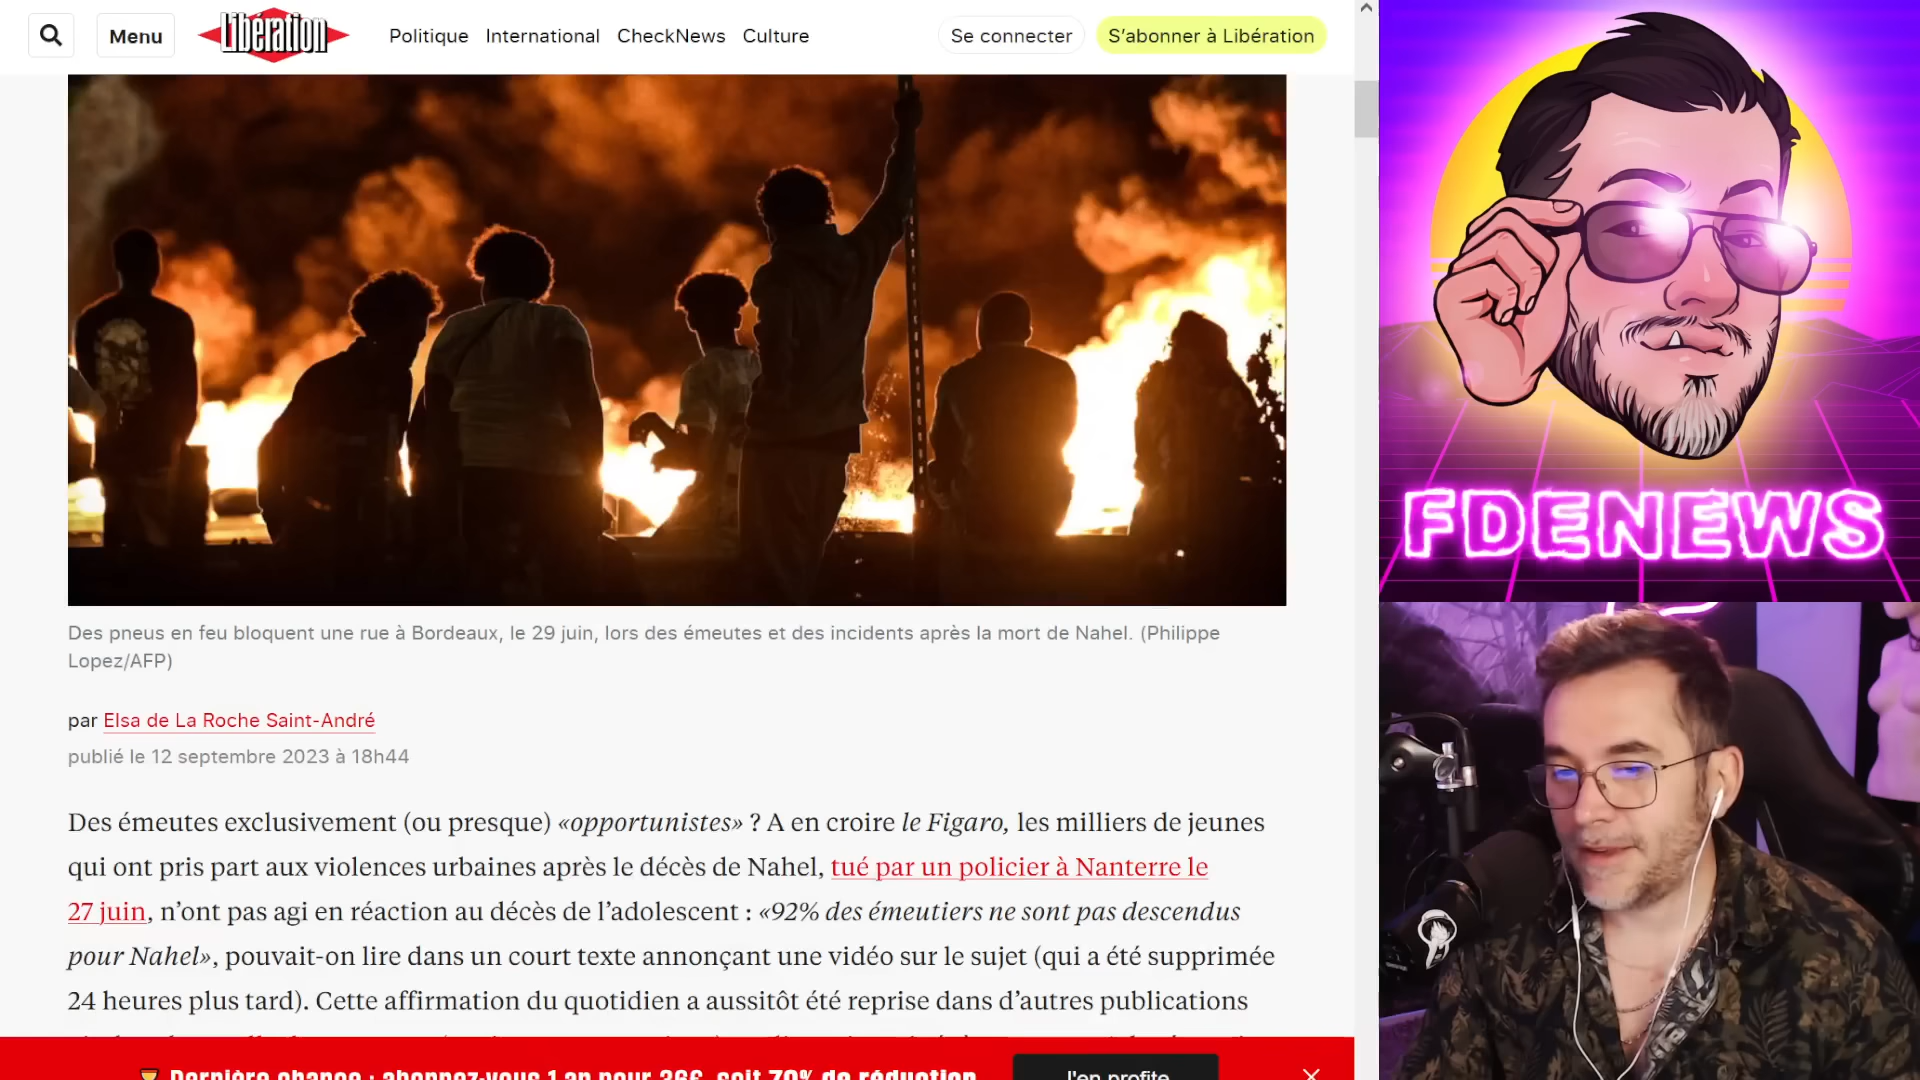 Menu
Libération
Politique International CheckNews Culture
Se connecter
S’abonner à Libération
Des pneus en feu bloquent une rue à Bordeaux, le 29 juin, lors des émeutes et des incidents après la mort de Nahel. (Philippe
Lopez/AFP)
par Elsa de La Roche Saint-André
publié le 12 septembre 2023 à 18h44
Des émeutes exclusivement (ou presque) «opportunistes» ? A en croire le Figaro, les milliers de jeunes
qui ont pris part aux violences urbaines après le décès de Nahel, tué par un policier à Nanterre le
27 juin, n’ont pas agi en réaction au décès de l’adolescent : «92% des émeutiers ne sont pas descendus
pour Nahel», pouvait-on lire dans un court texte annonçant une vidéo sur le sujet (qui a été supprimée
24 heures plus tard). Cette affirmation du quotidien a aussitôt été reprise dans d’autres publications
Dernière chance : abonnez-vous 1 an pour 36€, soit 70% de réduction
J'en profite
FDENEWS